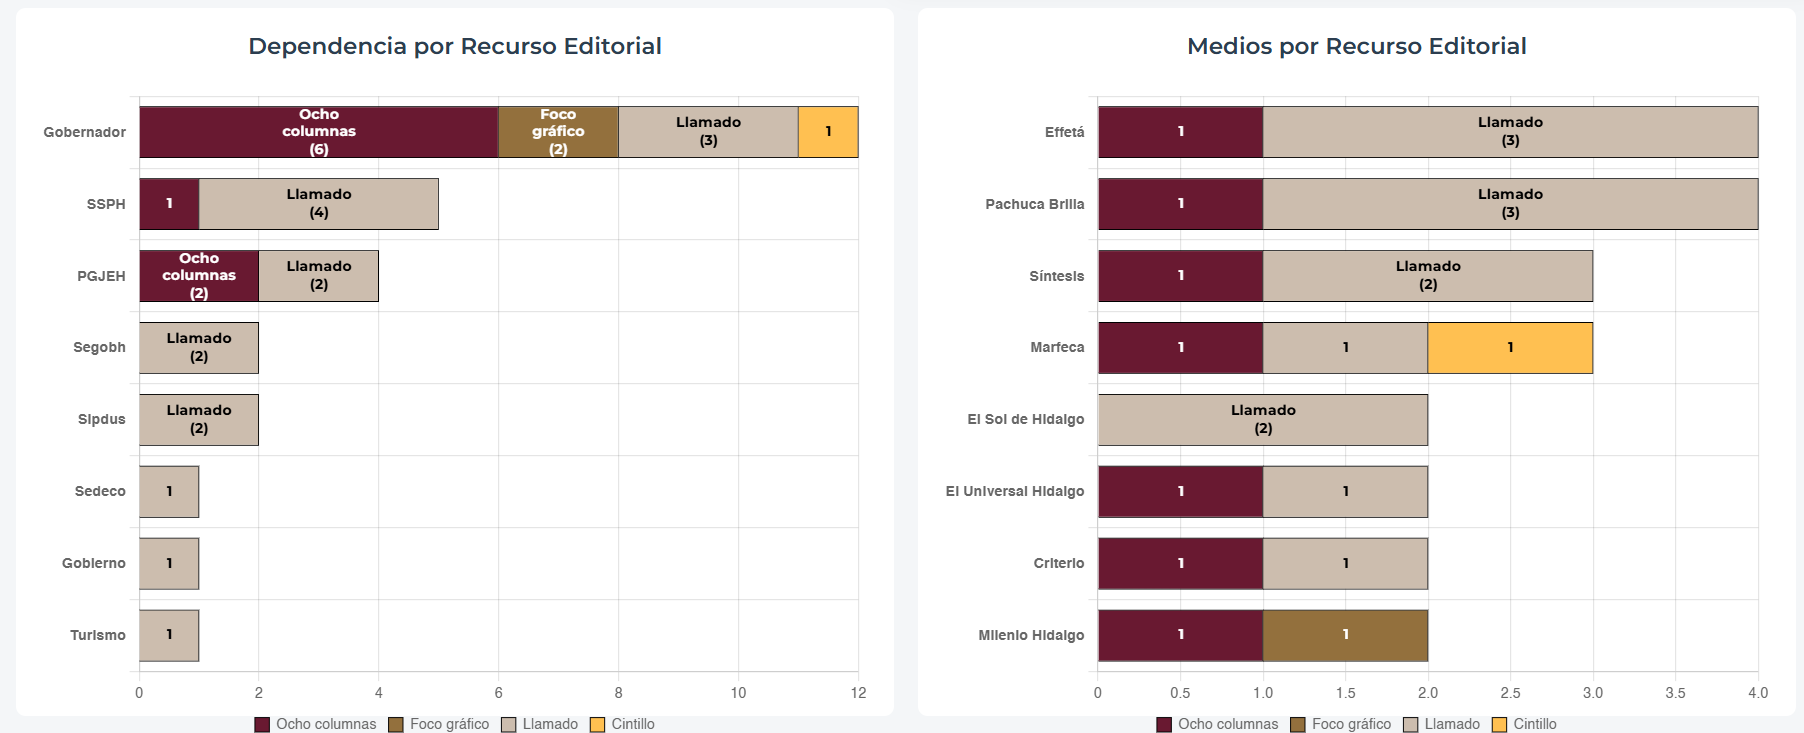 Dependencia por Recurso Editorial
Gobernador
Ocho
columnas
(6)
Foco
gráfico
(2)
Llamado
(3)
1
SSPH
1
Llamado
(4)
PGJEH
Ocho
columnas
(2)
Llamado
(2)
Segobh
Llamado
(2)
Sipdus
Llamado
(2)
Sedeco
1
Gobierno
1
Turismo
1
0 2 4 6 8 10 12
Ocho columnas Foco gráfico Llamado Cintillo
Medios por Recurso Editorial
Effetá
1
Llamado
(3)
Pachuca Brilla
1
Llamado
(3)
Síntesis
1
Llamado
(2)
Marfeca
1
1
1
El Sol de Hidalgo
Llamado
(2)
El Universal Hidalgo
1
1
Criterio
1
1
Milenio Hidalgo
1
1
0 0.5 1.0 1.5 2.0 2.5 3.0 3.5 4.0
Ocho columnas Foco gráfico Llamado Cintillo